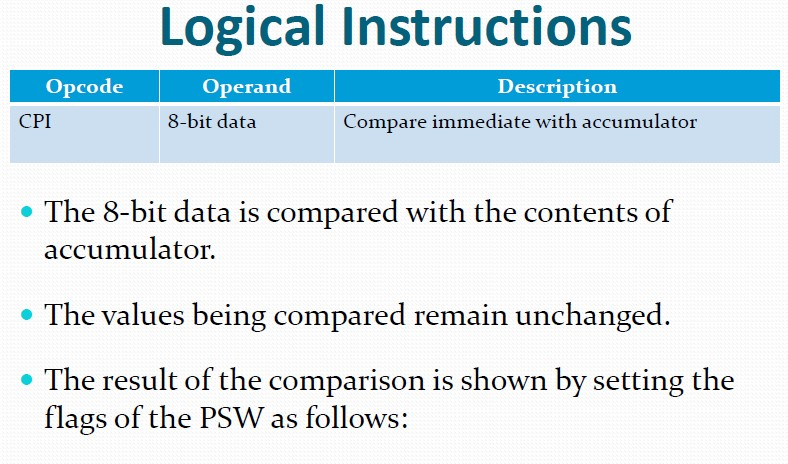 Logical Instructions
Opcode Operand Description
CPI 8-bit data Compare immediate with accumulator
• The 8-bit data is compared with the contents of
accumulator.
• The values being compared remain unchanged.
• The result of the comparison is shown by setting the
flags of the PSW as follows: